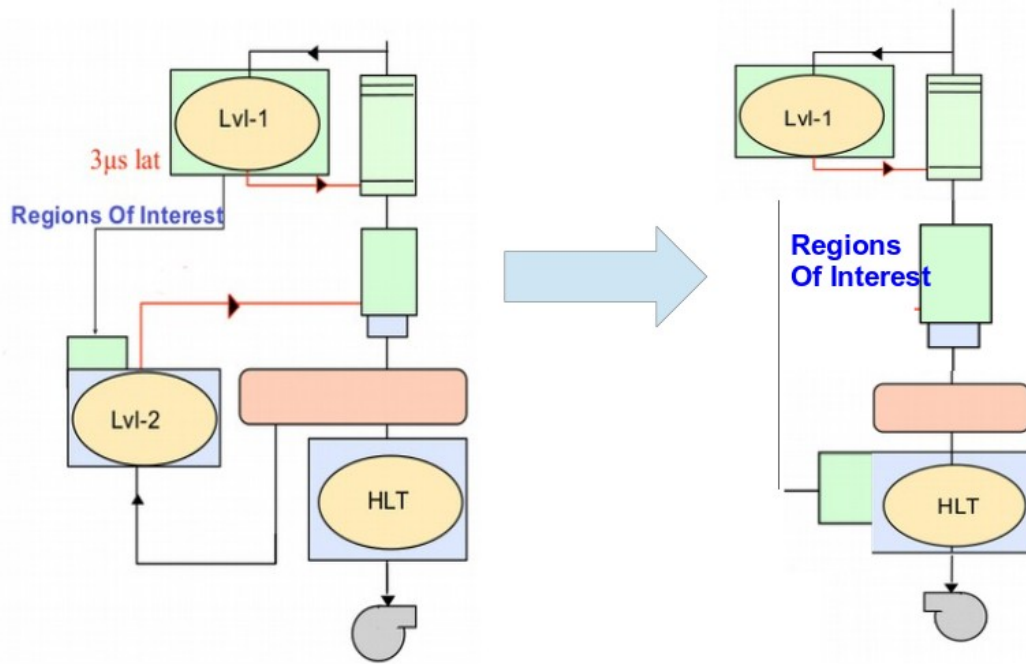 Lvl-1
3µs lat
Regions Of Interest
Lvl-2
HLT
Lvl-1
Regions
Of Interest
HLT